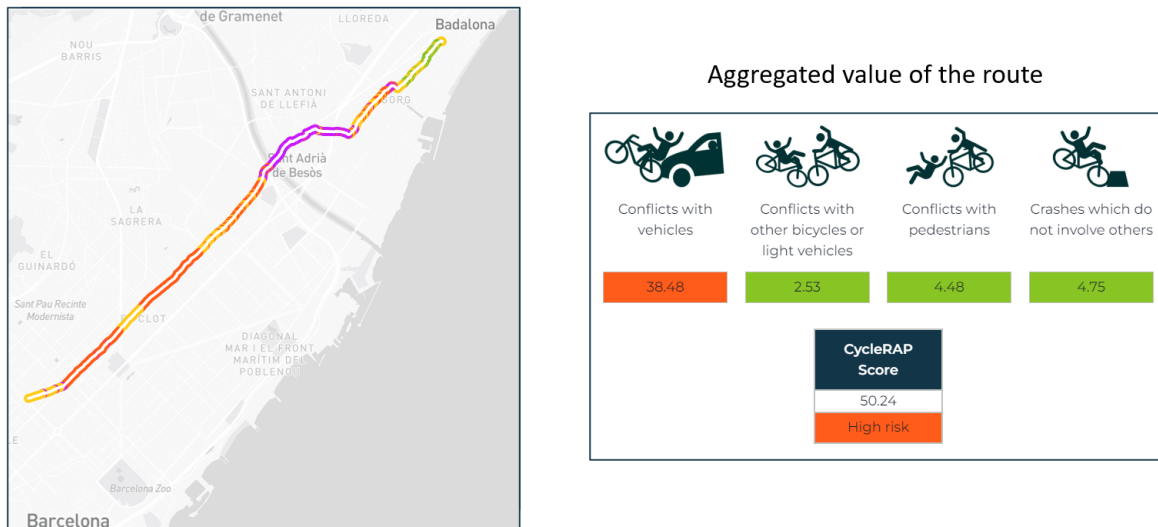 de Gramenet
LLOREDA
Badalona
NOU
BARRIS
SANT ANTONI
DE LLEFIÀ
Sant Adrià
de Besòs
LA
SAGRERA
EL
GUINARDÓ
Sant Pau Recinte
Modernista
DIAGONAL
MAR I EL FRONT
MARÍTIM DEL
POBLENOU
Barcelona Zoo
Barcelona
Aggregated value of the route
Conflicts with
vehicles
Conflicts with
other bicycles or
light vehicles
Conflicts with
pedestrians
Crashes which do
not involve others
38.48
2.53
4.48
4.75
CycleRAP
Score
50.24
High risk